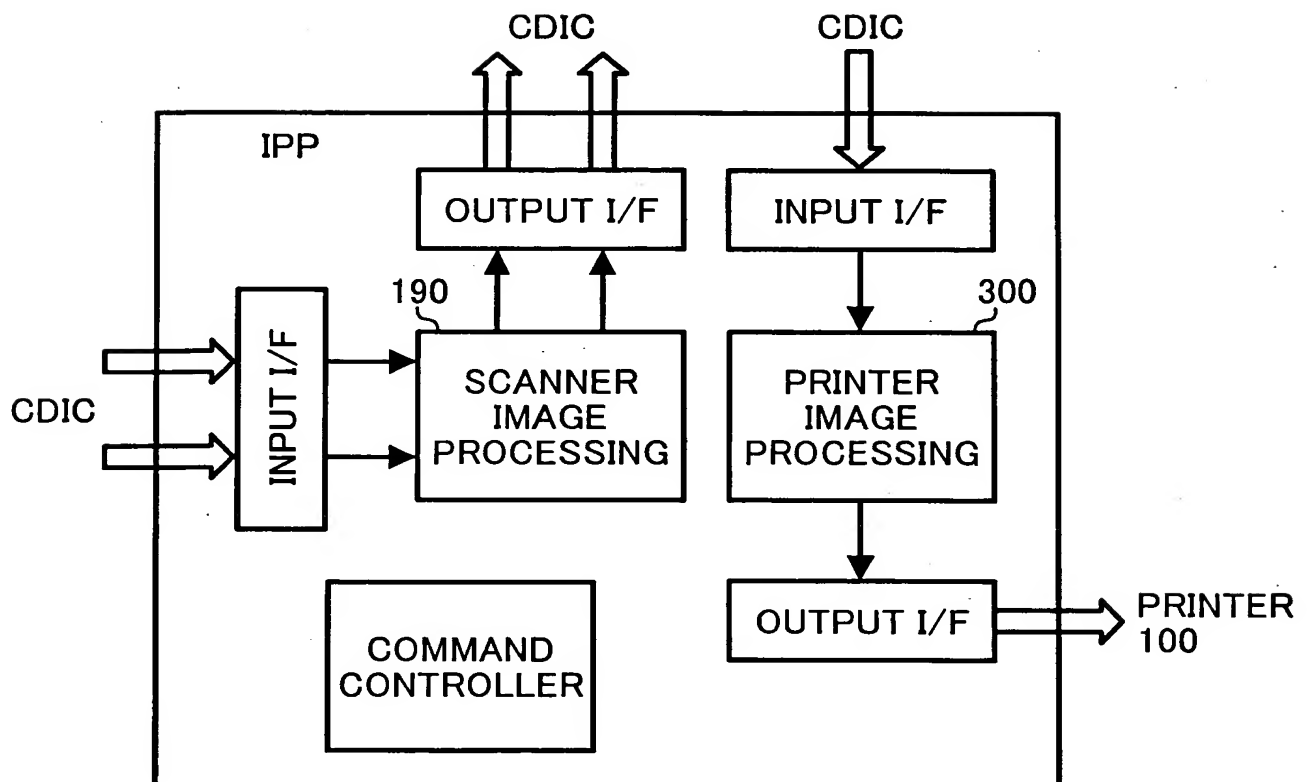 CDIC
CDIC
IPP
OUTPUT I/F
INPUT I/F
190
300
CDIC
INPUT I/F
SCANNER
IMAGE
PROCESSING
PRINTER
IMAGE
PROCESSING
COMMAND
CONTROLLER
OUTPUT I/F
PRINTER
100